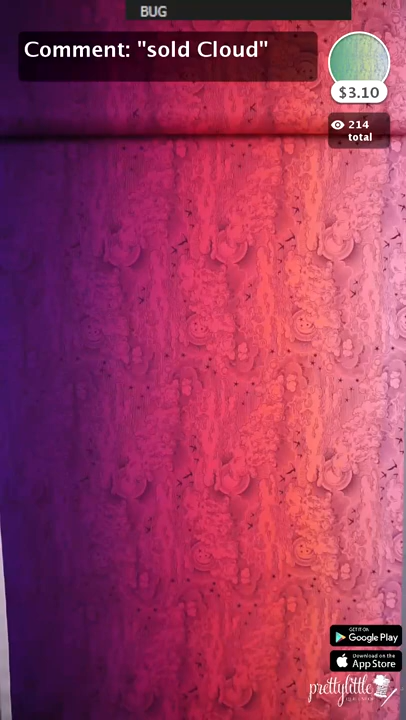 BUG
Comment: "sold Cloud"
$3.10
214
total
GET IT ON
Google Play
Download on the
App Store
prettylittle